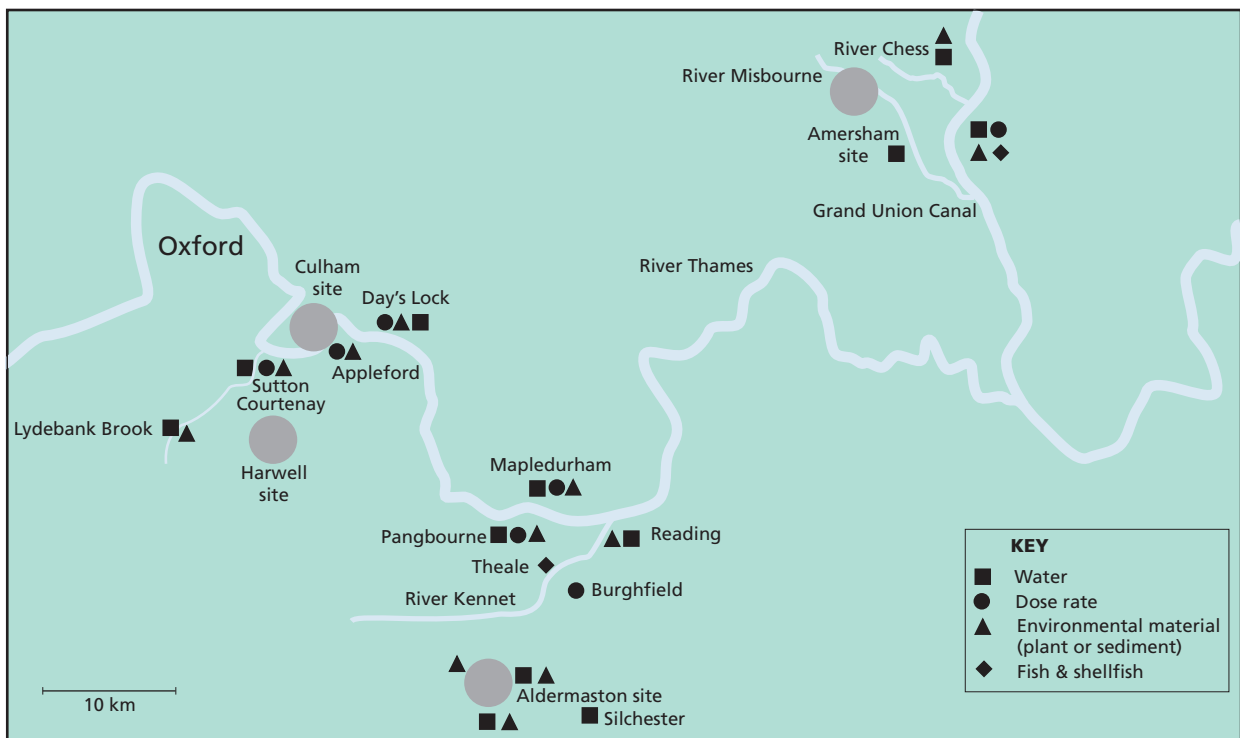 River Chess
River Misbourne
Amersham
site
Grand Union Canal
Oxford
River Thames
Culham
site
Day's Lock
Appleford
Sutton
Courtenay
Lydebank Brook
Harwell
site
Mapledurham
Pangbourne
Reading
Theale
Burghfield
River Kennet
Aldermaston site
Silchester
10 km
KEY
Water
Dose rate
Environmental material
(plant or sediment)
Fish & shellfish